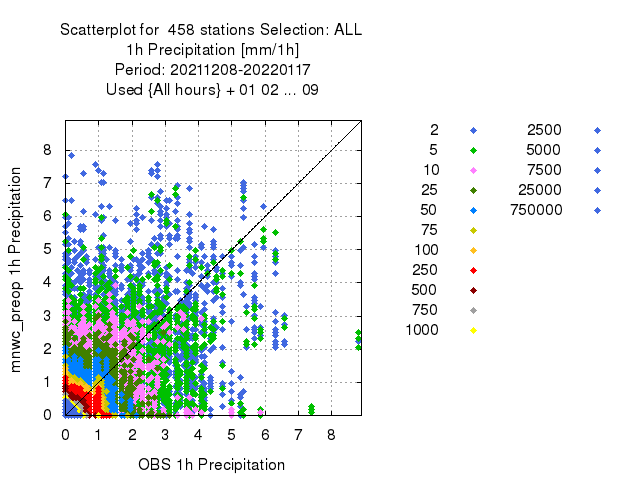 Scatterplot for 458 stations Selection: ALL
1h Precipitation [mm/1h]
Period: 20211208-20220117
Used {All hours} + 01 02 ... 09
mnwc_preop 1h Precipitation
8
7
6
5
4
3
2
1
0
0 1 2 3 4 5 6 7 8
OBS 1h Precipitation
2 2500
5 5000
10 7500
25 25000
50 750000
75
100
250
500
750
1000